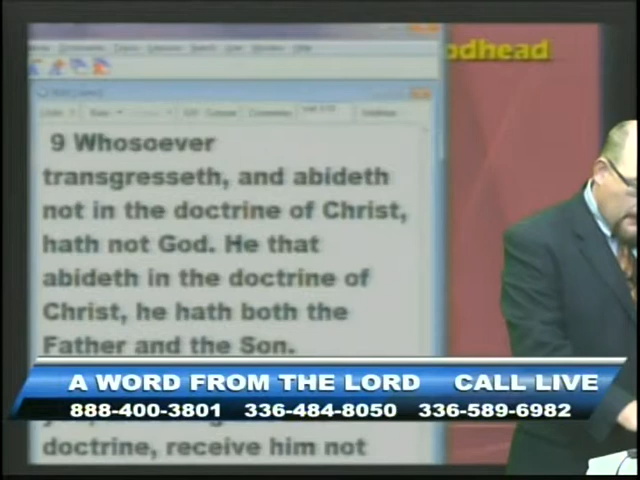 odhead
9 Whosoever
transgresseth, and abideth
not in the doctrine of Christ,
hath not God. He that
abideth in the doctrine of
Christ, he hath both the
Father and the Son.
A WORD FROM THE LORD CALL LIVE
888-400-3801 336-484-8050 336-589-6982
doctrine, receive him not